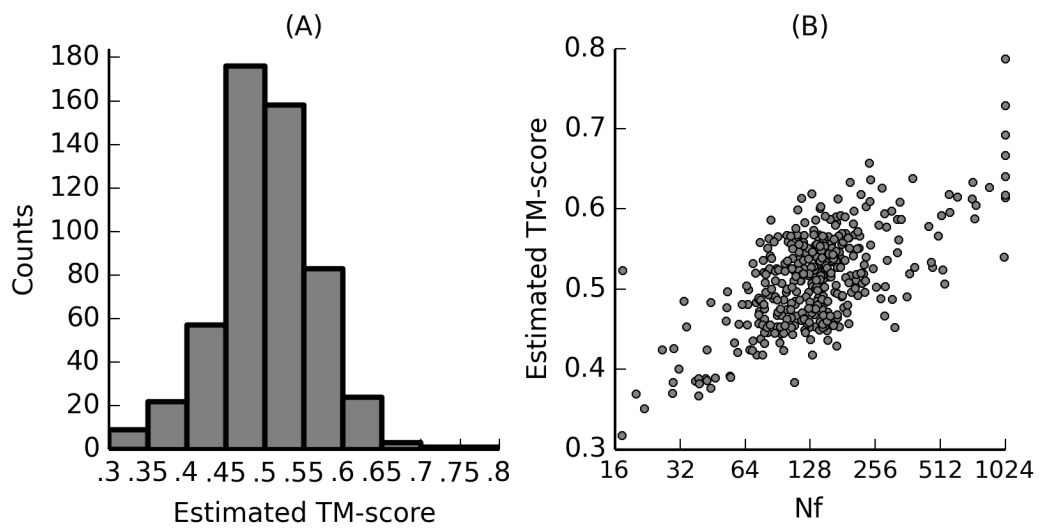 (A)
Counts
180
160
140
120
100
80
60
40
20
0
.3 .35 .4 .45 .5 .55 .6 .65 .7 .75 .8
Estimated TM-score
(B)
Estimated TM-score
0.8
0.7
0.6
0.5
0.4
0.3
16 32 64 128 256 512 1024
Nf